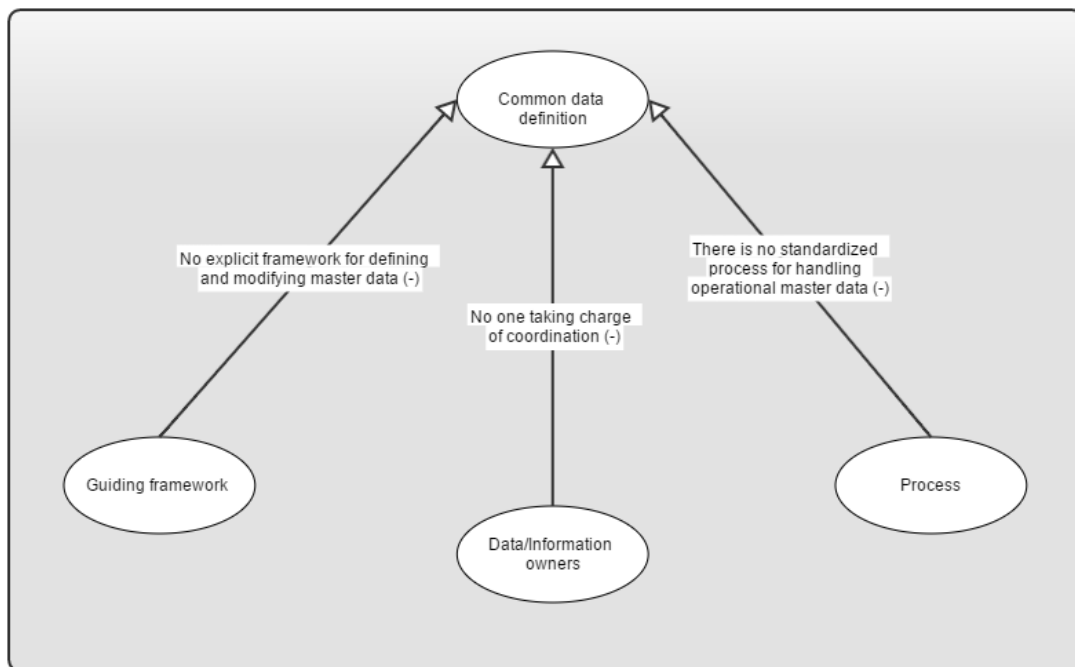 Common data
definition
No explicit framework for defining
and modifying master data (-)
There is no standardized
process for handling
operational master data (-)
No one taking charge
of coordination (-)
Guiding framework
Process
Data/Information
owners